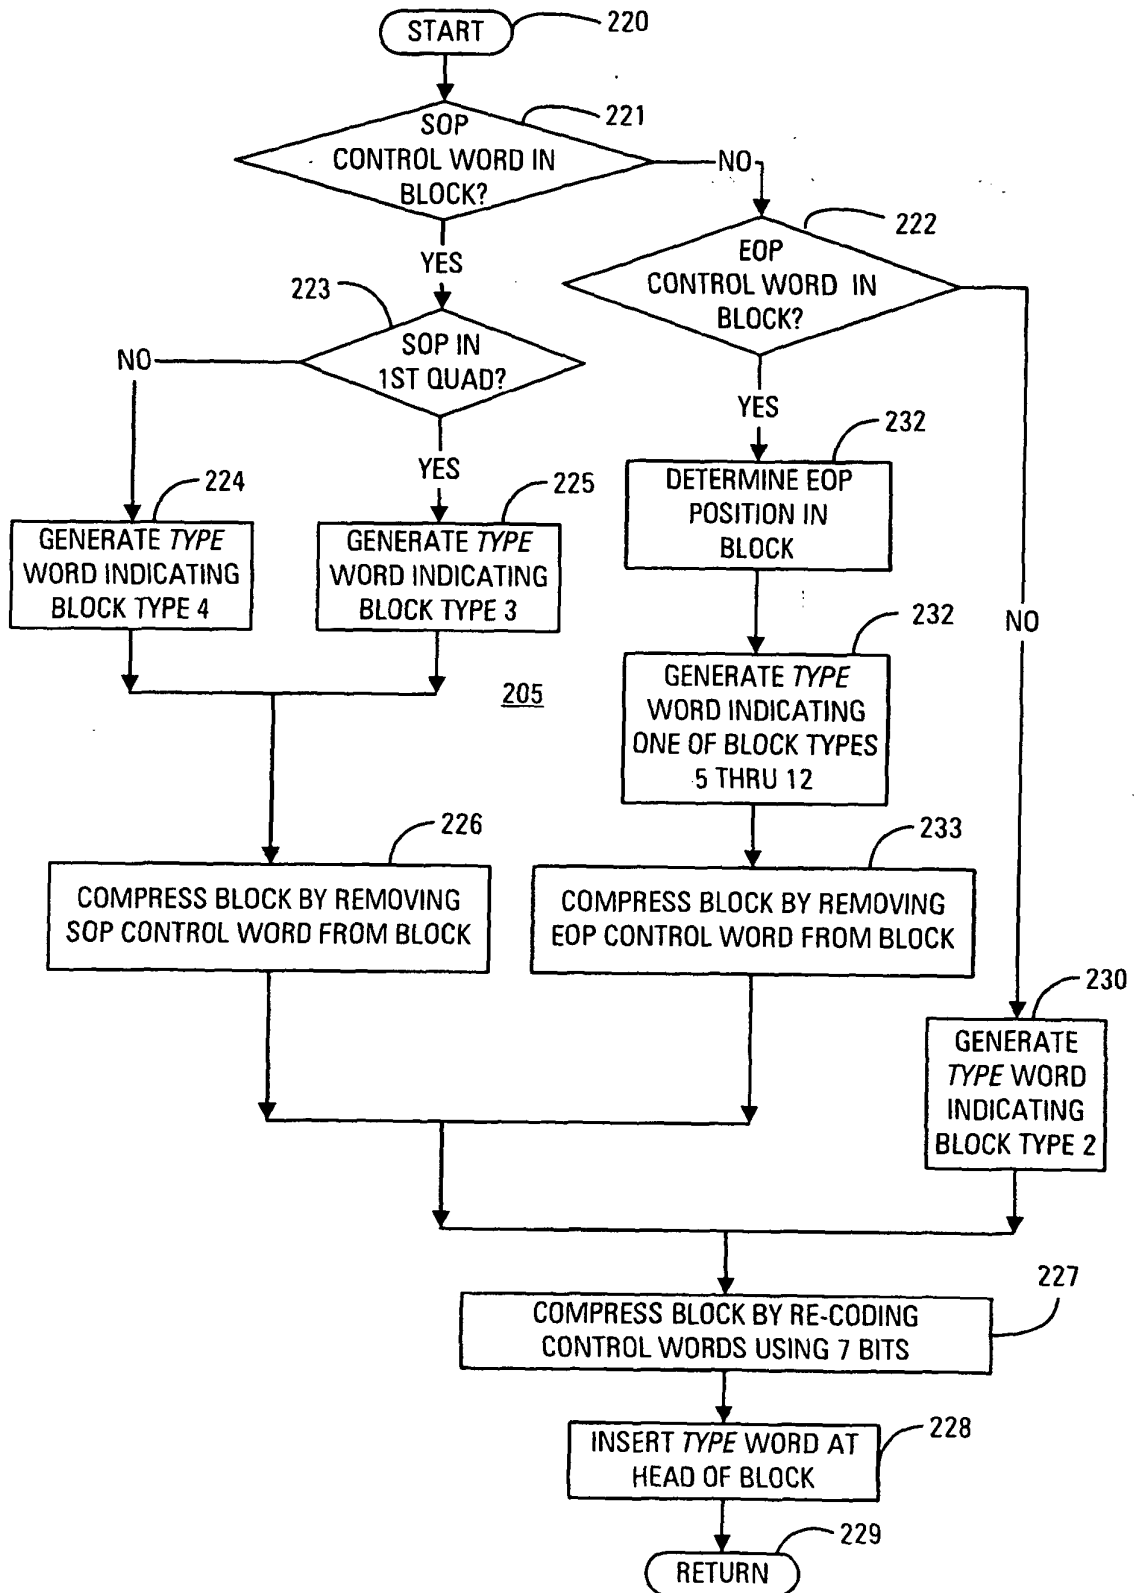 START
220
221
SOP
CONTROL WORD IN
BLOCK?
NO
222
EOP
CONTROL WORD IN
BLOCK?
YES
223
SOP IN
1ST QUAD?
NO
YES
YES
232
DETERMINE EOP
POSITION IN
BLOCK
224
GENERATE TYPE
WORD INDICATING
BLOCK TYPE 4
225
GENERATE TYPE
WORD INDICATING
BLOCK TYPE 3
NO
232
GENERATE TYPE
WORD INDICATING
ONE OF BLOCK TYPES
5 THRU 12
205
226
COMPRESS BLOCK BY REMOVING
SOP CONTROL WORD FROM BLOCK
233
COMPRESS BLOCK BY REMOVING
EOP CONTROL WORD FROM BLOCK
230
GENERATE
TYPE WORD
INDICATING
BLOCK TYPE 2
227
COMPRESS BLOCK BY RE-CODING
CONTROL WORDS USING 7 BITS
228
INSERT TYPE WORD AT
HEAD OF BLOCK
229
RETURN